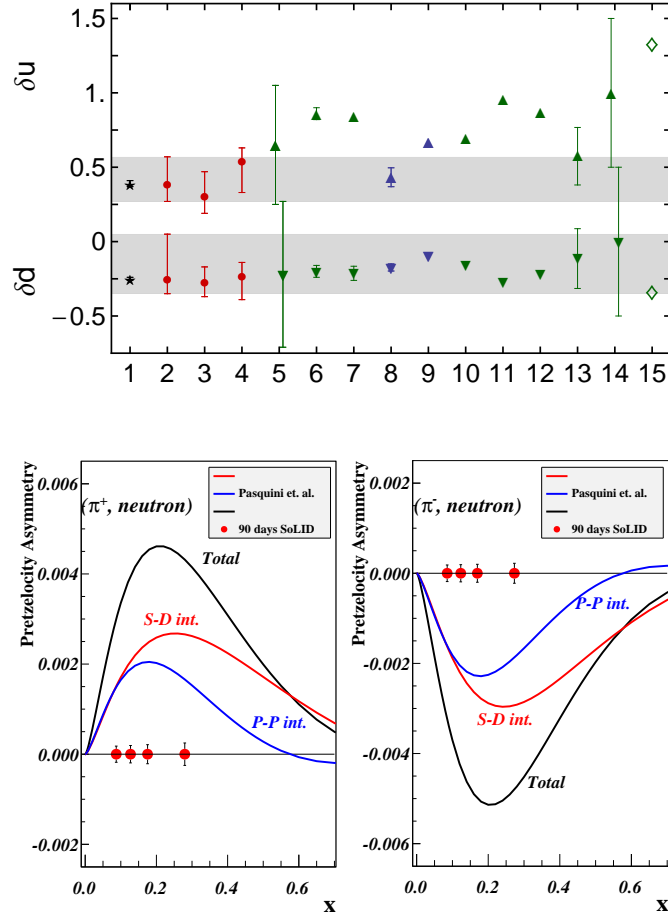 1.5
δu
1.
0.5
0
δd
−0.5
1 2 3 4 5 6 7 8 9 10 11 12 13 14 15
Pretzelocity Asymmetry
0.006
0.004
0.002
0.000
-0.002
(π+, neutron)
Pasquini et. al.
90 days SoLID
Total
S-D int.
P-P int.
0.0 0.2 0.4 0.6
x
Pretzelocity Asymmetry
0.002
0.000
-0.002
-0.004
-0.006
(π-, neutron)
Pasquini et. al.
90 days SoLID
P-P int.
S-D int.
Total
0.0 0.2 0.4 0.6
x